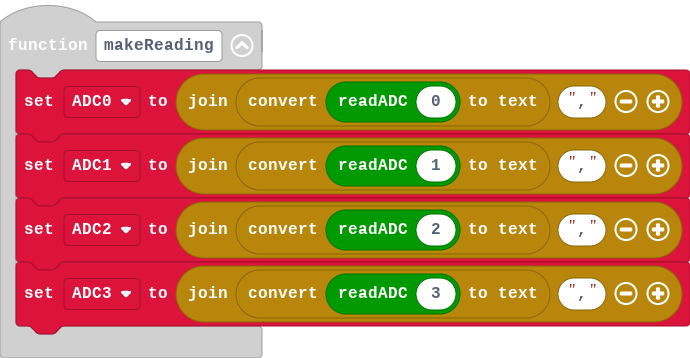 function makeReading
set ADC0 to join convert readADC 0 to text ","
set ADC1 to join convert readADC 1 to text ","
set ADC2 to join convert readADC 2 to text ","
set ADC3 to join convert readADC 3 to text ","